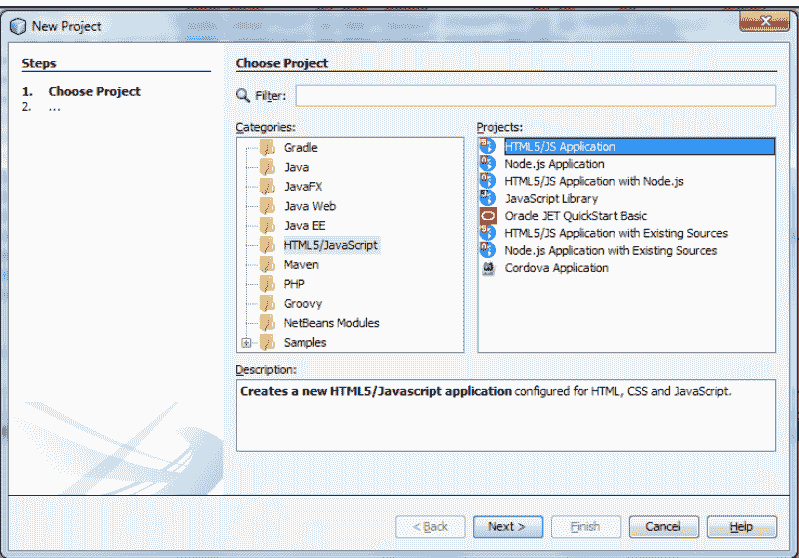 New Project
Steps
1. Choose Project
2. ...
Choose Project
Filter:
Categories:
Gradle
Java
JavaFX
Java Web
Java EE
HTML5/JavaScript
Maven
PHP
Groovy
NetBeans Modules
Samples
Projects:
HTML5/JS Application
Node.js Application
HTML5/JS Application with Node.js
JavaScript Library
Oracle JET QuickStart Basic
HTML5/JS Application with Existing Sources
Node.js Application with Existing Sources
Cordova Application
Description:
Creates a new HTML5/Javascript application configured for HTML, CSS and JavaScript.
< Back Next > Finish Cancel Help